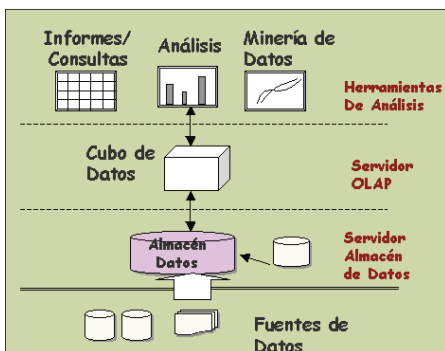 Informes/
Consultas
Análisis
Minería de
Datos
Herramientas
De Análisis
Cubo de
Datos
Servidor
OLAP
Almacén
Datos
Servidor
Almacén
de Datos
Fuentes de
Datos